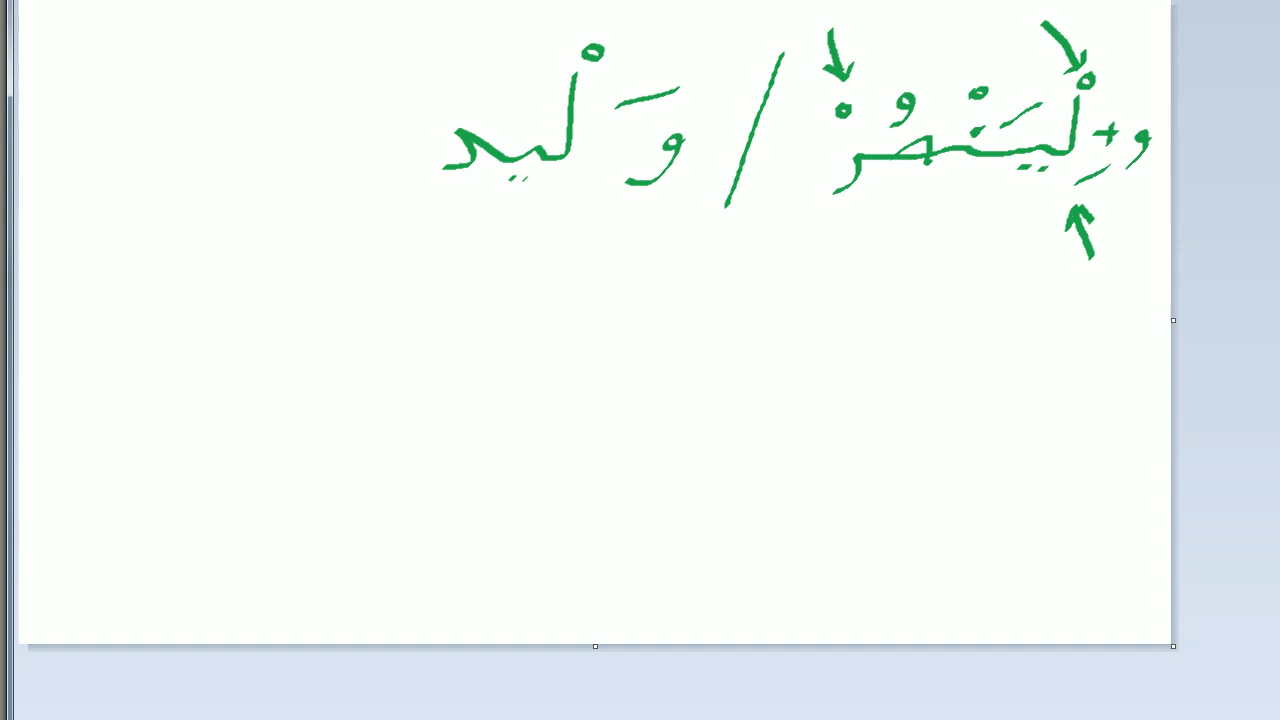 و + لِْيَنْصُرْ / وَ لْيد